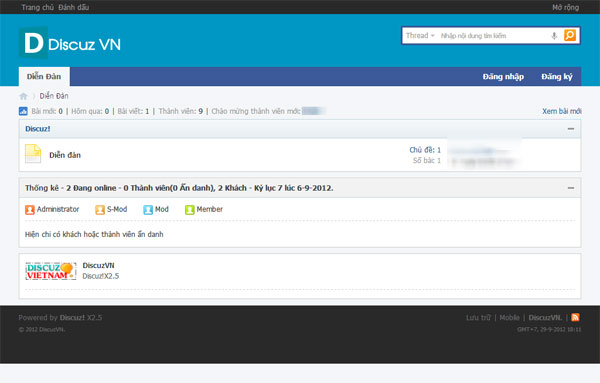 Trang chủ Đánh dấu Mở rộng
D Discuz VN
Thread Nhập nội dung tìm kiếm
Diễn Đàn Đăng nhập Đăng ký
Diễn Đàn
Bài mới: 0 | Hôm qua: 0 | Bài viết: 1 | Thành viên: 9 | Chào mừng thành viên mới: Xem bài mới
Discuz!
Diễn đàn Chủ đề: 1
Số bác 1
Thống kê - 2 Đang online - 0 Thành viên(0 Ẩn danh), 2 Khách - Kỷ lục 7 lúc 6-9-2012.
Administrator S-Mod Mod Member
Hiện chỉ có khách hoặc thành viên ẩn danh
DISCUZ VIETNAM DiscuzVN
Discuz!X2.5
Powered by Discuz! X2.5 Lưu trữ | Mobile | DiscuzVN. |
© 2012 DiscuzVN. GMT+7, 29-9-2012 18:11